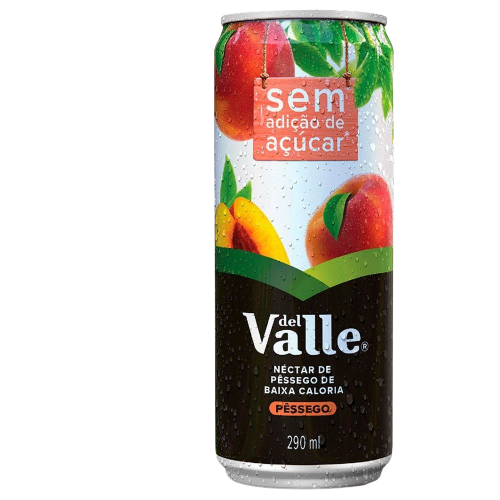 sem
adição de
açúcar*
del
Valle®
NÉCTAR DE
PÊSSEGO DE
BAIXA CALORIA
PÊSSEGO
290 ml